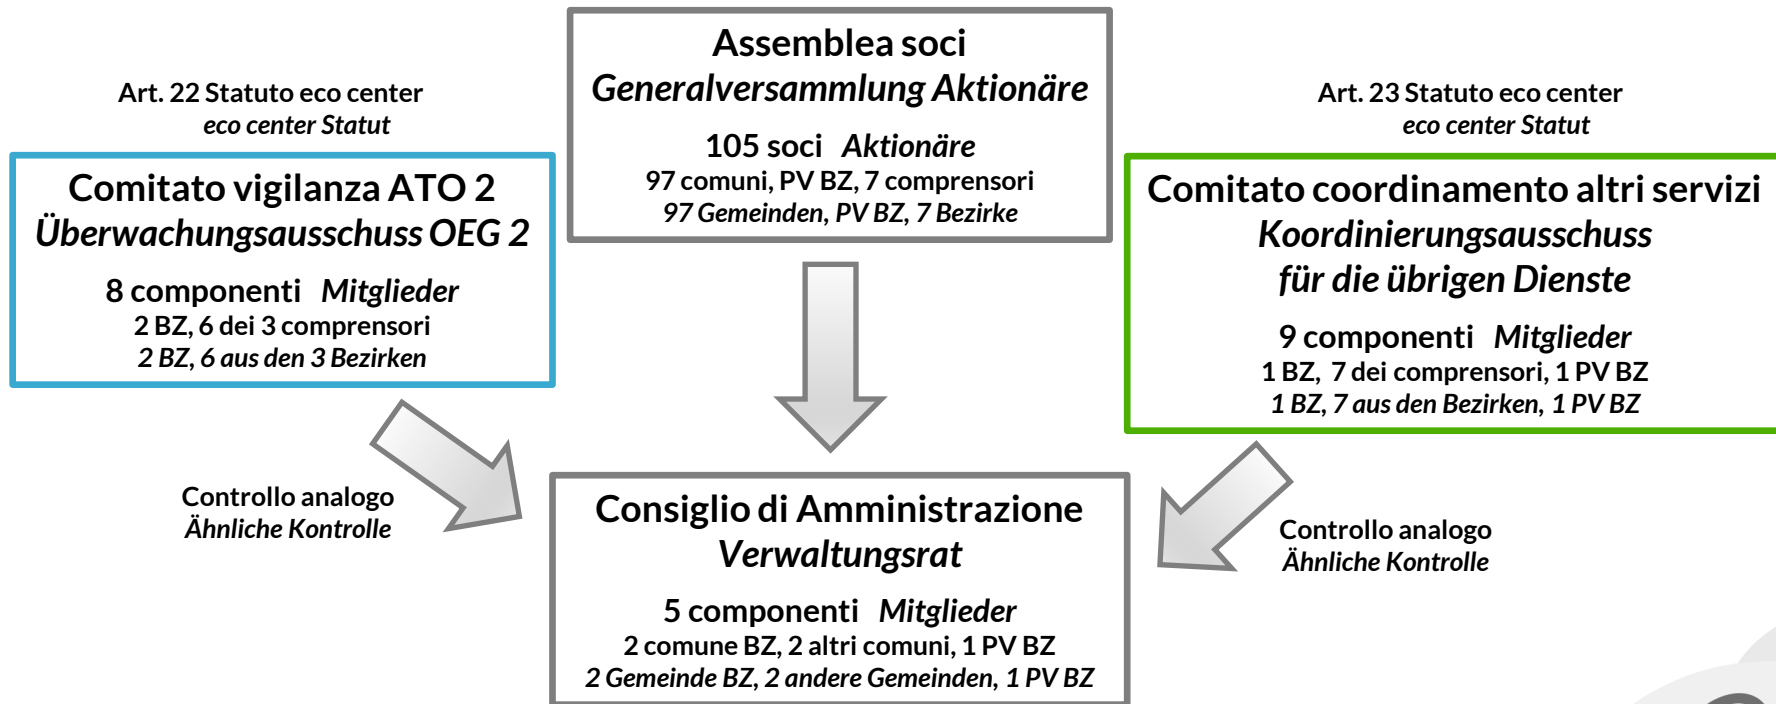 Assemblea soci
Generalversammlung Aktionäre
105 soci Aktionäre
97 comuni, PV BZ, 7 comprensori
97 Gemeinden, PV BZ, 7 Bezirke
Art. 22 Statuto eco center
eco center Statut
Comitato vigilanza ATO 2
Überwachungsausschuss OEG 2
8 componenti Mitglieder
2 BZ, 6 dei 3 comprensori
2 BZ, 6 aus den 3 Bezirken
Art. 23 Statuto eco center
eco center Statut
Comitato coordinamento altri servizi
Koordinierungsausschuss
für die übrigen Dienste
9 componenti Mitglieder
1 BZ, 7 dei comprensori, 1 PV BZ
1 BZ, 7 aus den Bezirken, 1 PV BZ
Controllo analogo
Ähnliche Kontrolle
Consiglio di Amministrazione
Verwaltungsrat
5 componenti Mitglieder
2 comune BZ, 2 altri comuni, 1 PV BZ
2 Gemeinde BZ, 2 andere Gemeinden, 1 PV BZ
Controllo analogo
Ähnliche Kontrolle